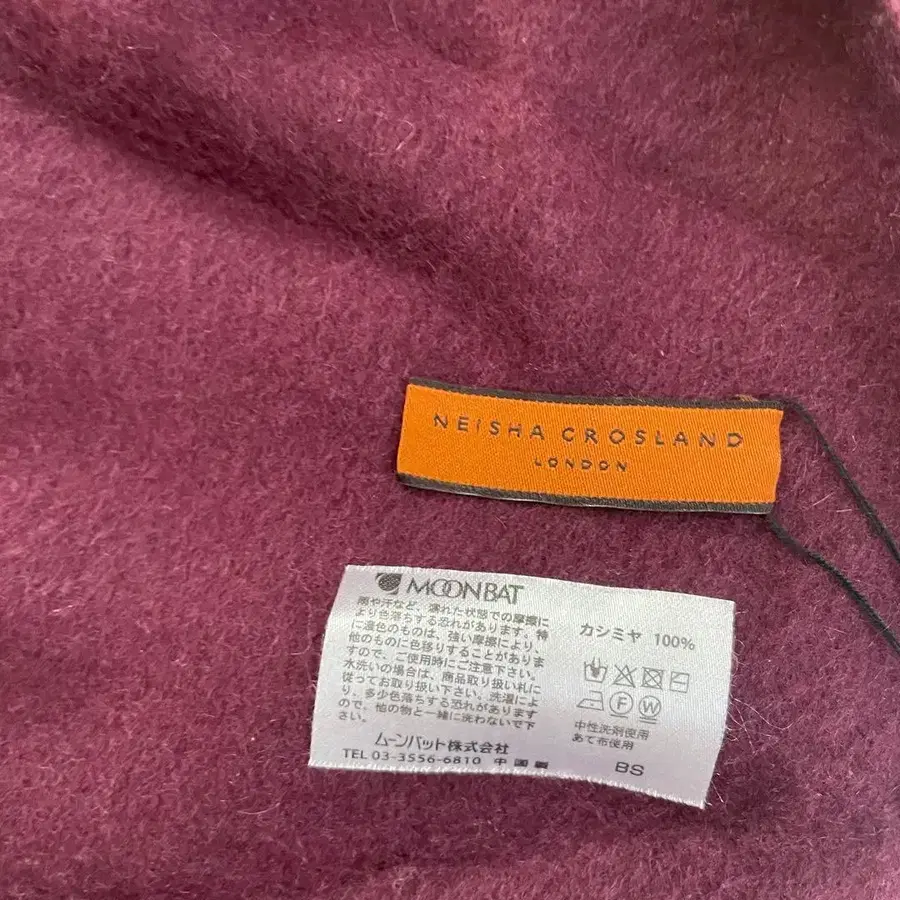 NEISHA CROSLAND
LONDON
MOONBAT
雨や汗など、濡れた状態での摩擦に
より色落ちする恐れがあります。特
に濃色のものは、強い摩擦により、
他のものに色移りすることがありま
すので、ご使用時にご注意下さい。
水洗いの場合は、商品取り扱い札に
従ってお取り扱い下さい。洗濯によ
り、多少色落ちする恐れがあります
ので、他の物と一緒に洗わないで下
さい。
ムーンバット株式会社
TEL 03-3556-6810 中国製
カシミヤ 100%
F W
中性洗剤使用
あて布使用
BS